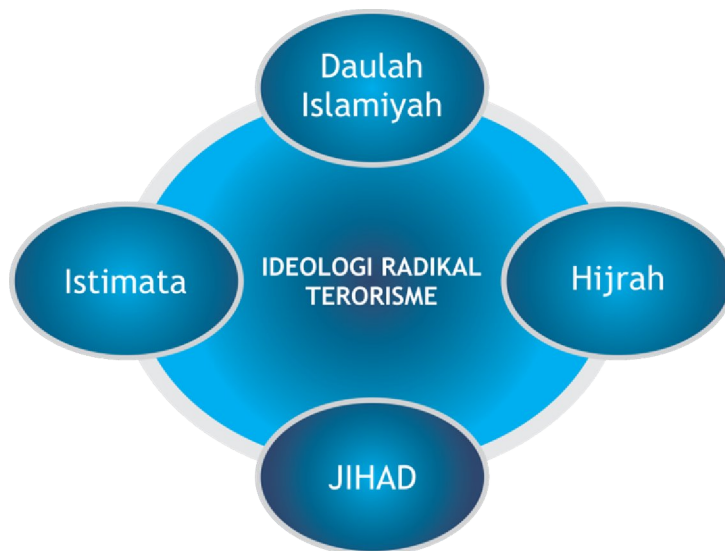 Daulah
Islamiyah
Istimata
IDEOLOGI RADIKAL
TERORISME
Hijrah
JIHAD